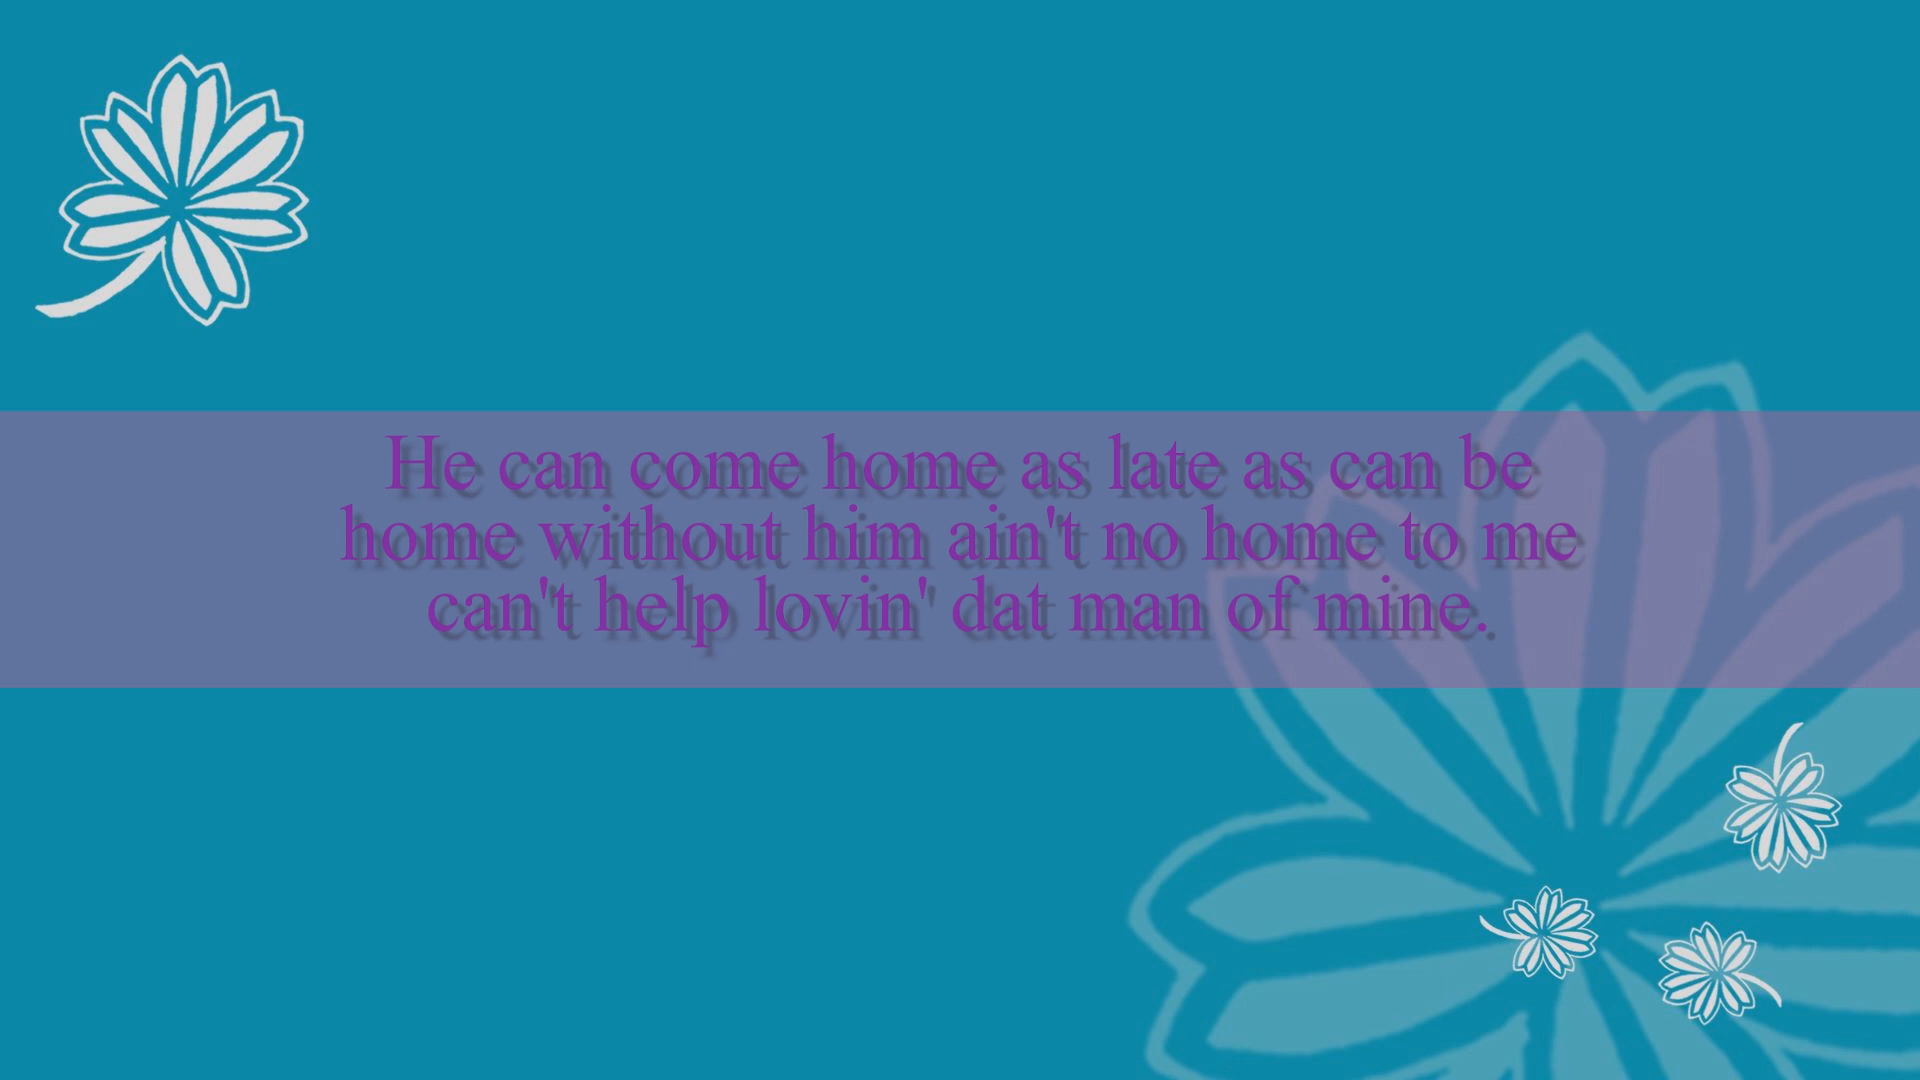 He can come home as late as can be
home without him ain't no home to me
can't help lovin' dat man of mine.